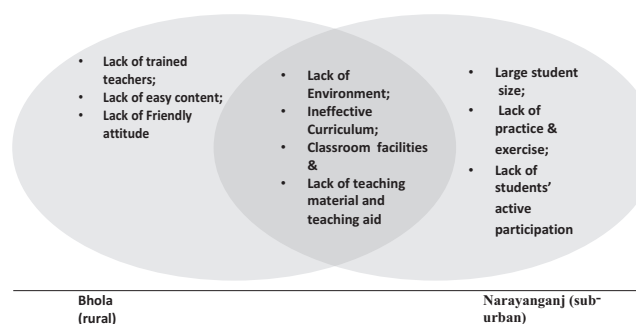 • Lack of trained
teachers;
• Lack of easy content;
• Lack of Friendly
attitude
• Lack of
Environment;
• Ineffective
Curriculum;
• Classroom facilities
&
• Lack of teaching
material and
teaching aid
• Large student
size;
• Lack of
practice &
exercise;
• Lack of
students'
active
participation
Bhola
(rural)
Narayanganj (sub-
urban)